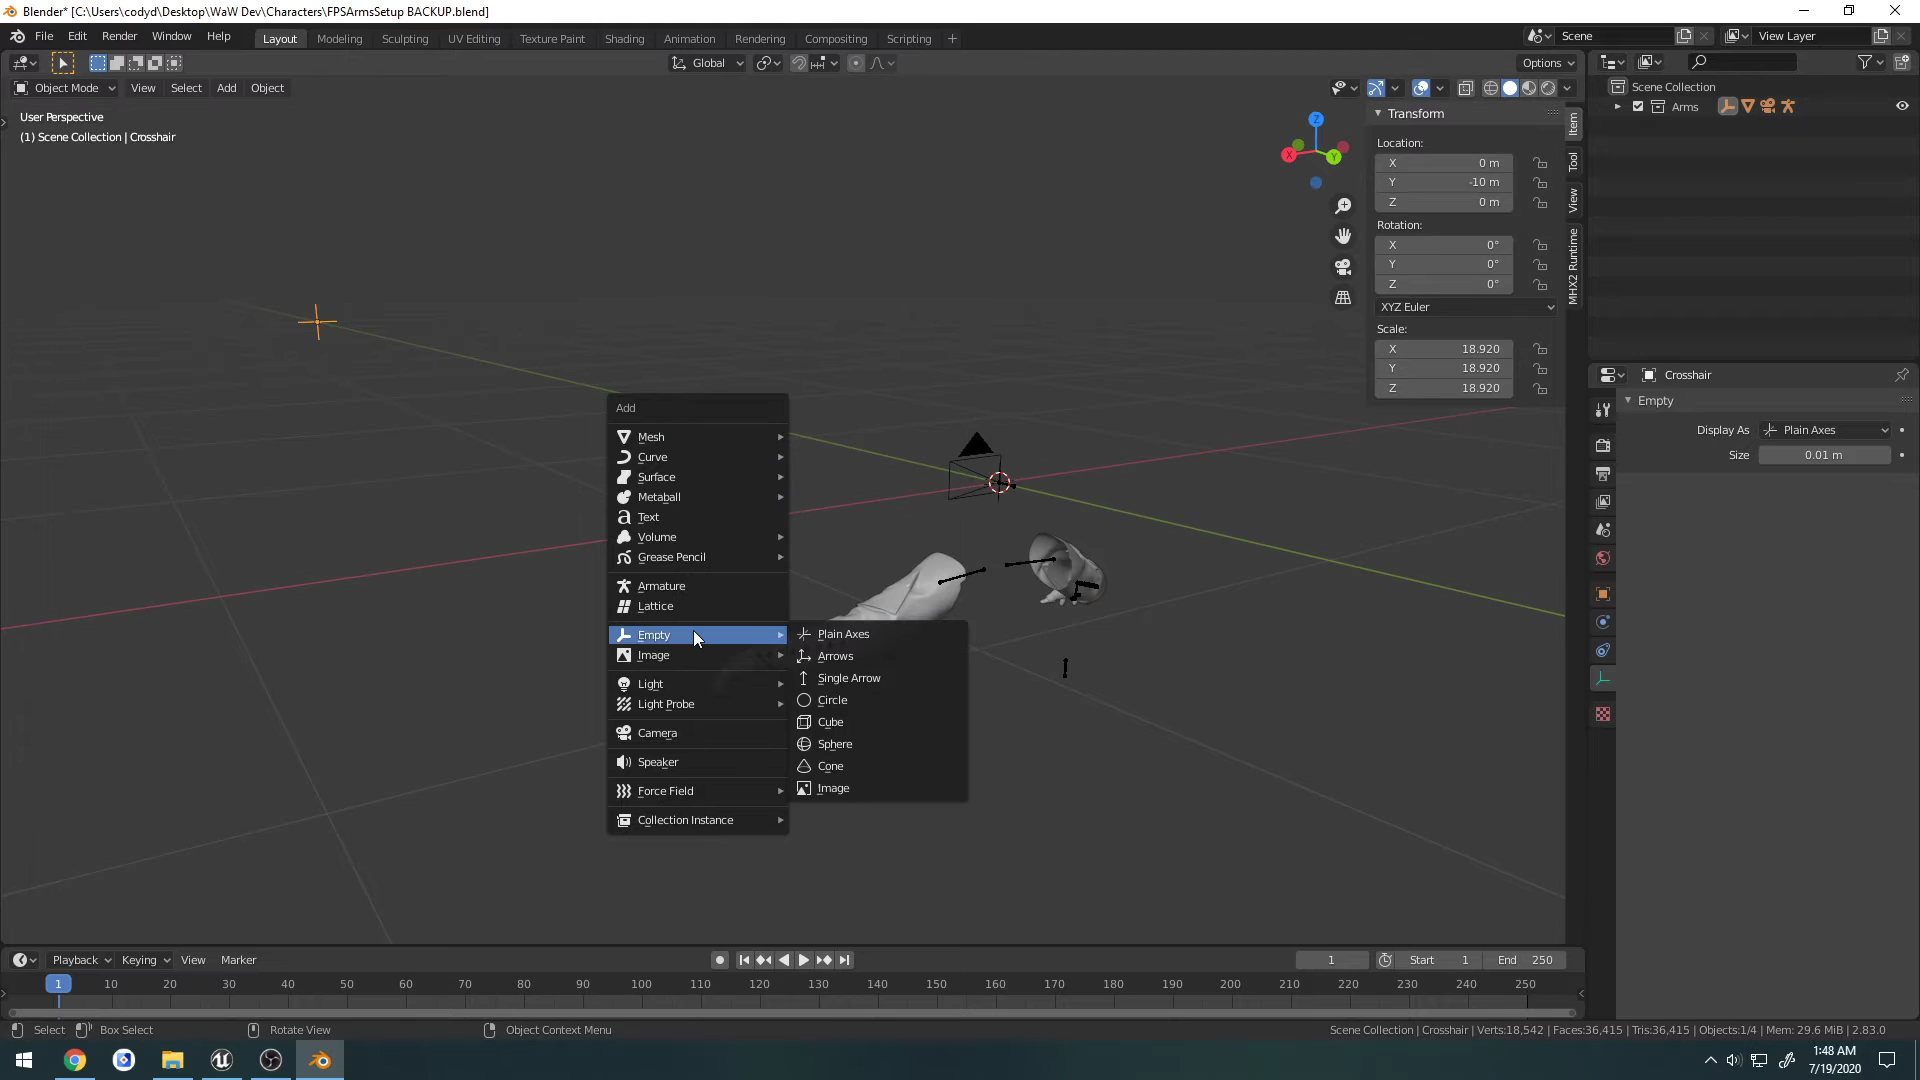 Blender* [C:\Users\codyd\Desktop\WaW Dev\Characters\FPSArmsSetup BACKUP.blend]
File Edit Render Window Help
Layout Modeling Sculpting UV Editing Texture Paint Shading Animation Rendering Compositing Scripting +
Scene
View Layer
Global
Options
Object Mode View Select Add Object
Scene Collection
Arms
User Perspective
(1) Scene Collection | Crosshair
Transform
Location:
X 0 m
Y -10 m
Z 0 m
Rotation:
X 0°
Y 0°
Z 0°
XYZ Euler
Scale:
X 18.920
Y 18.920
Z 18.920
Item
Tool
View
MHX2 Runtime
X
Y
Z
Crosshair
Empty
Display As Plain Axes
Size 0.01 m
Add
Mesh
Curve
Surface
Metaball
Text
Volume
Grease Pencil
Armature
Lattice
Empty
Image
Light
Light Probe
Camera
Speaker
Force Field
Collection Instance
Plain Axes
Arrows
Single Arrow
Circle
Cube
Sphere
Cone
Image
Playback Keying View Marker
1
Start 1
End 250
1 10 20 30 40 50 60 70 80 90 100 110 120 130 140 150 160 170 180 190 200 210 220 230 240 250
Select Box Select Rotate View Object Context Menu
Scene Collection | Crosshair | Verts:18,542 | Faces:36,415 | Tris:36,415 | Objects:1/4 | Mem: 29.6 MiB | 2.83.0
1:48 AM
7/19/2020